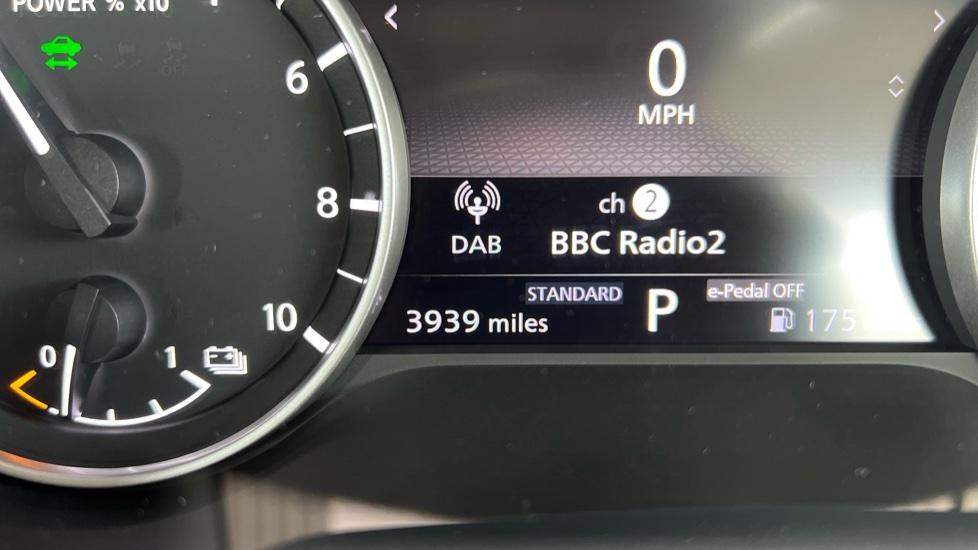 POWER % x10
6
8
10
0 1
OFF
0
MPH
ch 2
DAB
BBC Radio2
STANDARD
P
e-Pedal OFF
3939 miles